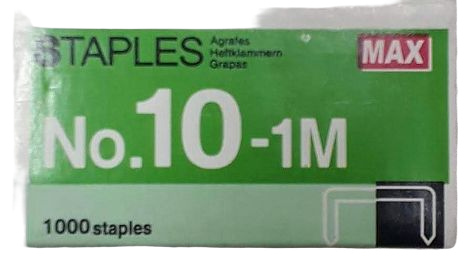 STAPLES
Agrafes
Heftklammern
Grapas
MAX
No.10-1M
1000 staples